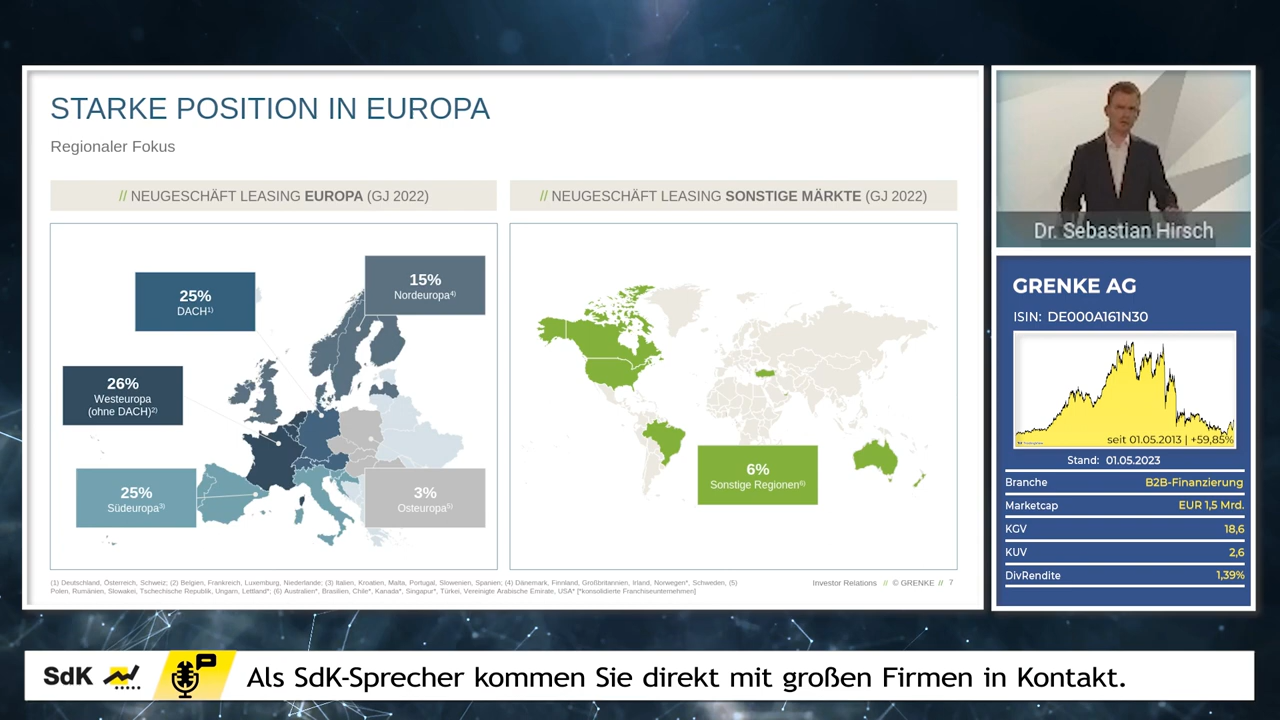 STARKE POSITION IN EUROPA
Regionaler Fokus
// NEUGESCHÄFT LEASING EUROPA (GJ 2022)
// NEUGESCHÄFT LEASING SONSTIGE MÄRKTE (GJ 2022)
25%
DACH1)
15%
Nordeuropa4)
26%
Westeuropa
(ohne DACH)2)
25%
Südeuropa3)
3%
Osteuropa5)
6%
Sonstige Regionen6)
(1) Deutschland, Österreich, Schweiz; (2) Belgien, Frankreich, Luxemburg, Niederlande; (3) Italien, Kroatien, Malta, Portugal, Slowenien, Spanien; (4) Dänemark, Finnland, Großbritannien, Irland, Norwegen*, Schweden, (5)
Polen, Rumänien, Slowakei, Tschechische Republik, Ungarn, Lettland*; (6) Australien*, Brasilien, Chile*, Kanada*, Singapur*, Türkei, Vereinigte Arabische Emirate, USA* [*konsolidierte Franchiseunternehmen]
Investor Relations // © GRENKE // 7
Dr. Sebastian Hirsch
GRENKE AG
ISIN: DE000A161N30
seit 01.05.2013 | +59,85%
Stand: 01.05.2023
Branche B2B-Finanzierung
Marketcap EUR 1,5 Mrd.
KGV 18,6
KUV 2,6
DivRendite 1,39%
SdK
Als SdK-Sprecher kommen Sie direkt mit großen Firmen in Kontakt.